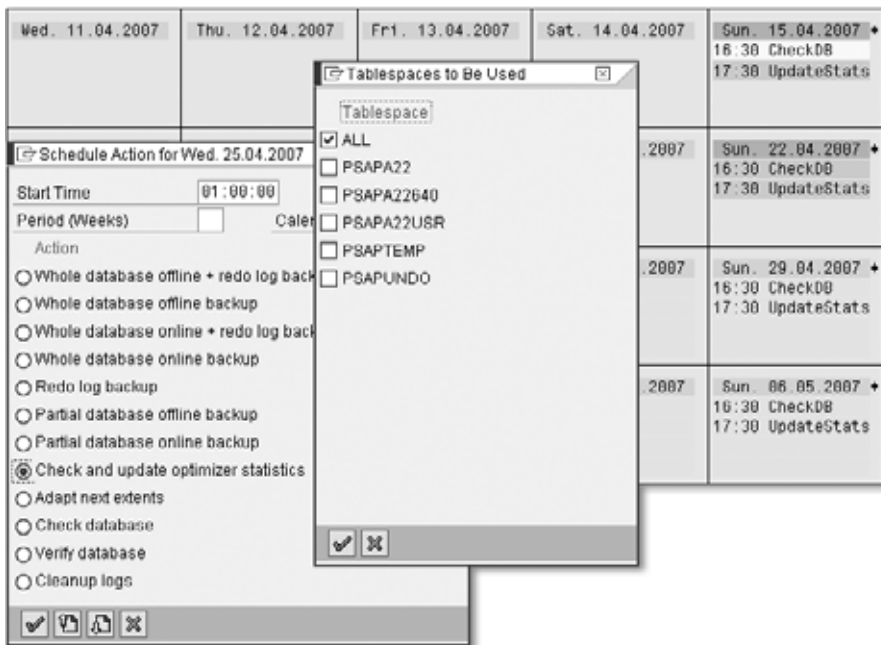 Wed. 11.04.2007
Thu. 12.04.2007
Fri. 13.04.2007
Sat. 14.04.2007
Sun. 15.04.2007
16:30 CheckDB
17:30 UpdateStats
.2007
Sun. 22.04.2007
16:30 CheckDB
17:30 UpdateStats
.2007
Sun. 29.04.2007
16:30 CheckDB
17:30 UpdateStats
.2007
Sun. 06.05.2007
16:30 CheckDB
17:30 UpdateStats
Tablespaces to Be Used
Tablespace
ALL
PSAPA22
PSAPA22640
PSAPA22USR
PSAPTEMP
PSAPUNDO
Schedule Action for Wed. 25.04.2007
Start Time 01:00:00
Period (Weeks) Caler
Action
Whole database offline + redo log back
Whole database offline backup
Whole database online + redo log back
Whole database online backup
Redo log backup
Partial database offline backup
Partial database online backup
Check and update optimizer statistics
Adapt next extents
Check database
Verify database
Cleanup logs